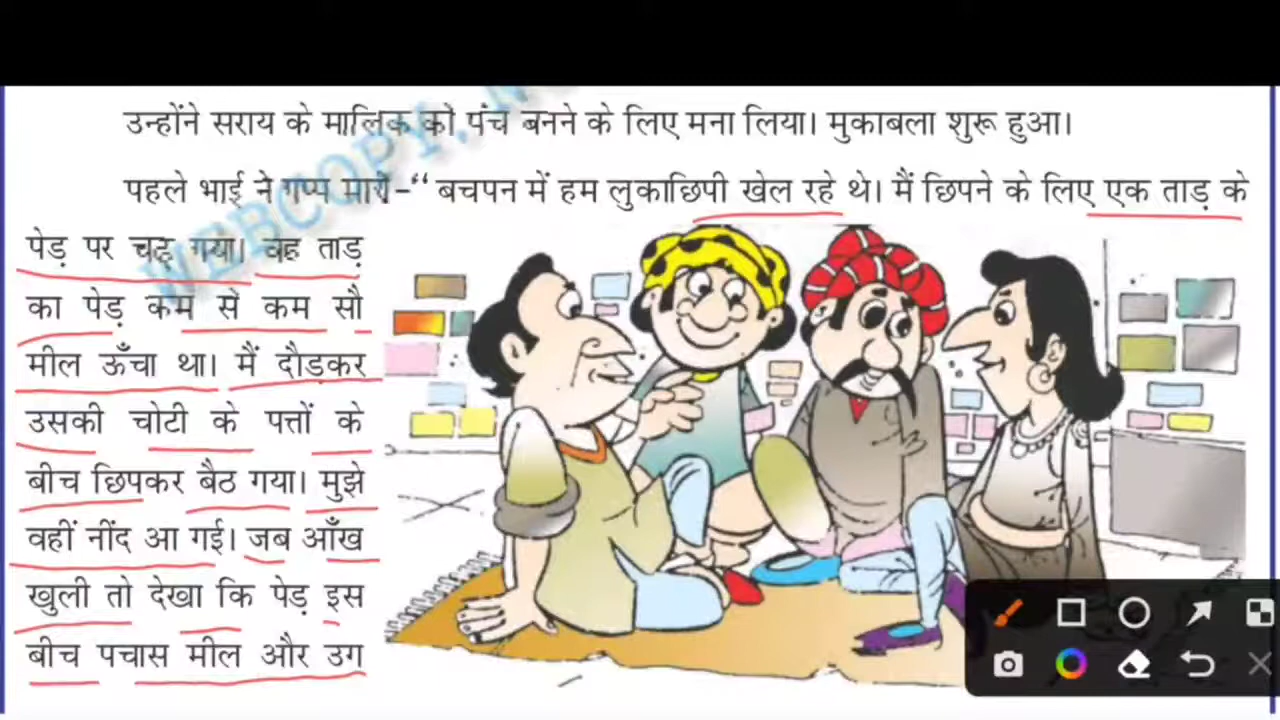 उन्होंने सराय के मालिक को पंच बनने के लिए मना लिया। मुकाबला शुरू हुआ।
पहले भाई ने गप्प मारी–“ बचपन में हम लुकाछिपी खेल रहे थे। मैं छिपने के लिए एक ताड़ के
पेड़ पर चढ़ गया। वह ताड़
का पेड़ कम से कम सौ
मील ऊँचा था। मैं दौड़कर
उसकी चोटी के पत्तों के
बीच छिपकर बैठ गया। मुझे
वहीं नींद आ गई। जब आँख
खुली तो देखा कि पेड़ इस
बीच पचास मील और उग